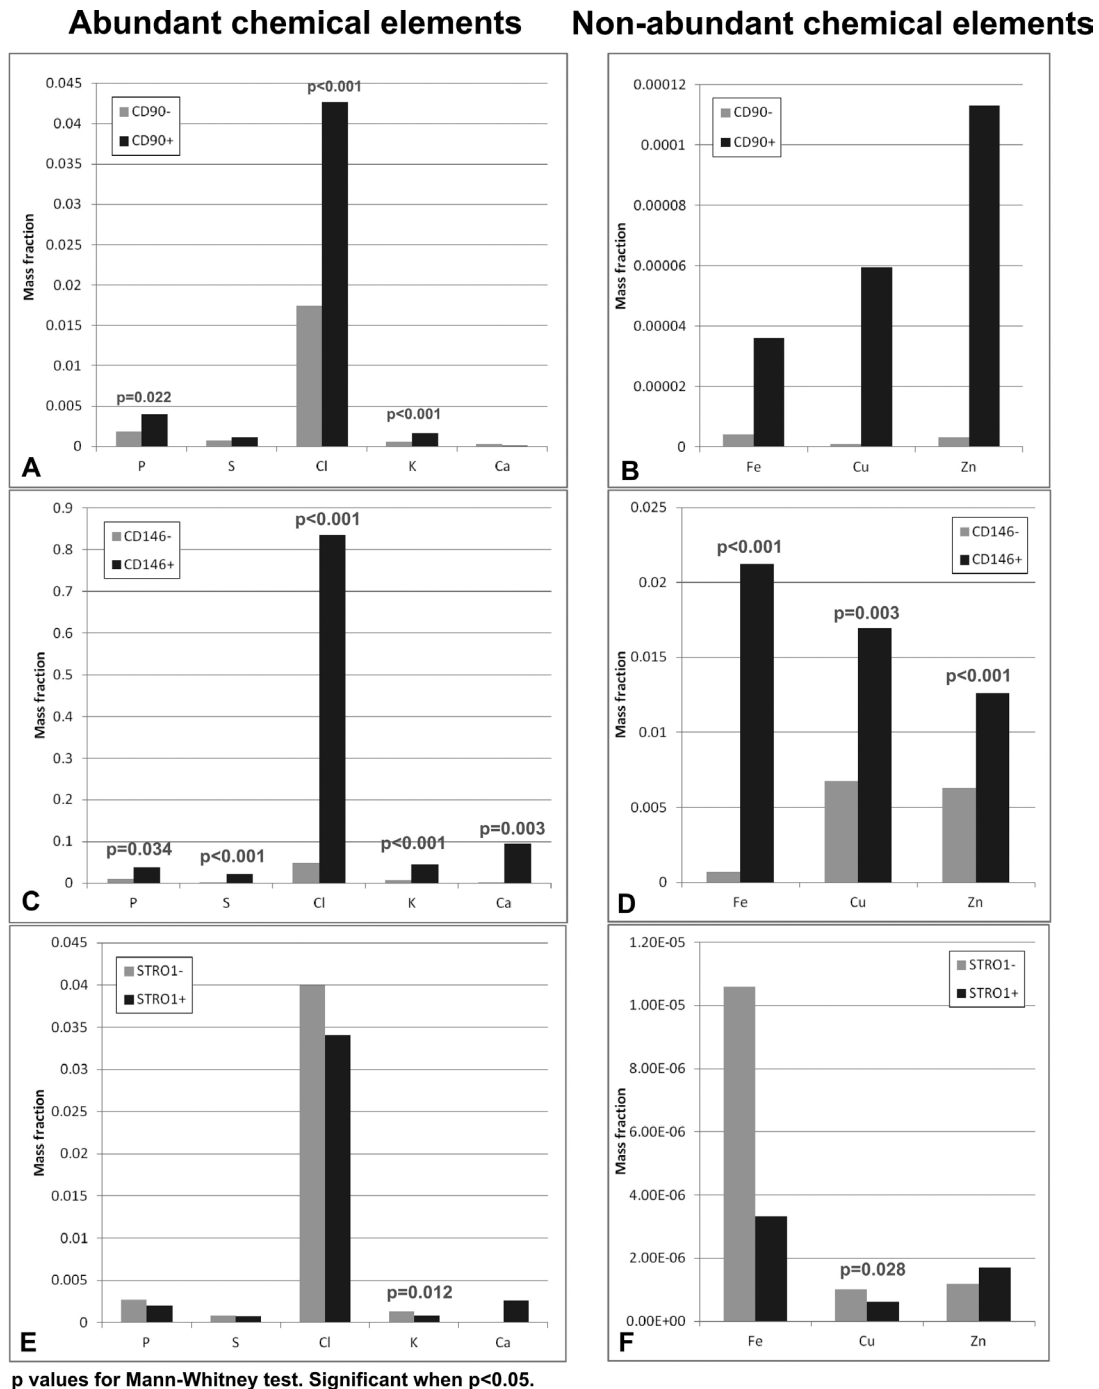 Abundant chemical elements
Non-abundant chemical elements
0.045
0.04
0.035
0.03
0.025
0.02
0.015
0.01
0.005
0
Mass fraction
CD90-
CD90+
p=0.022
p<0.001
p<0.001
P S Cl K Ca
A
0.00012
0.0001
0.00008
0.00006
0.00004
0.00002
0
Mass fraction
CD90-
CD90+
Fe Cu Zn
B
0.9
0.8
0.7
0.6
0.5
0.4
0.3
0.2
0.1
0
Mass fraction
CD146-
CD146+
p=0.034
p<0.001
p<0.001
p<0.001
p=0.003
P S Cl K Ca
C
0.025
0.02
0.015
0.01
0.005
0
Mass fraction
CD146-
CD146+
p<0.001
p=0.003
p<0.001
Fe Cu Zn
D
0.045
0.04
0.035
0.03
0.025
0.02
0.015
0.01
0.005
0
Mass fraction
STRO1-
STRO1+
p=0.012
P S Cl K Ca
E
1.20E-05
1.00E-05
8.00E-06
6.00E-06
4.00E-06
2.00E-06
0.00E+00
Mass fraction
STRO1-
STRO1+
p=0.028
Fe Cu Zn
F
p values for Mann-Whitney test. Significant when p<0.05.